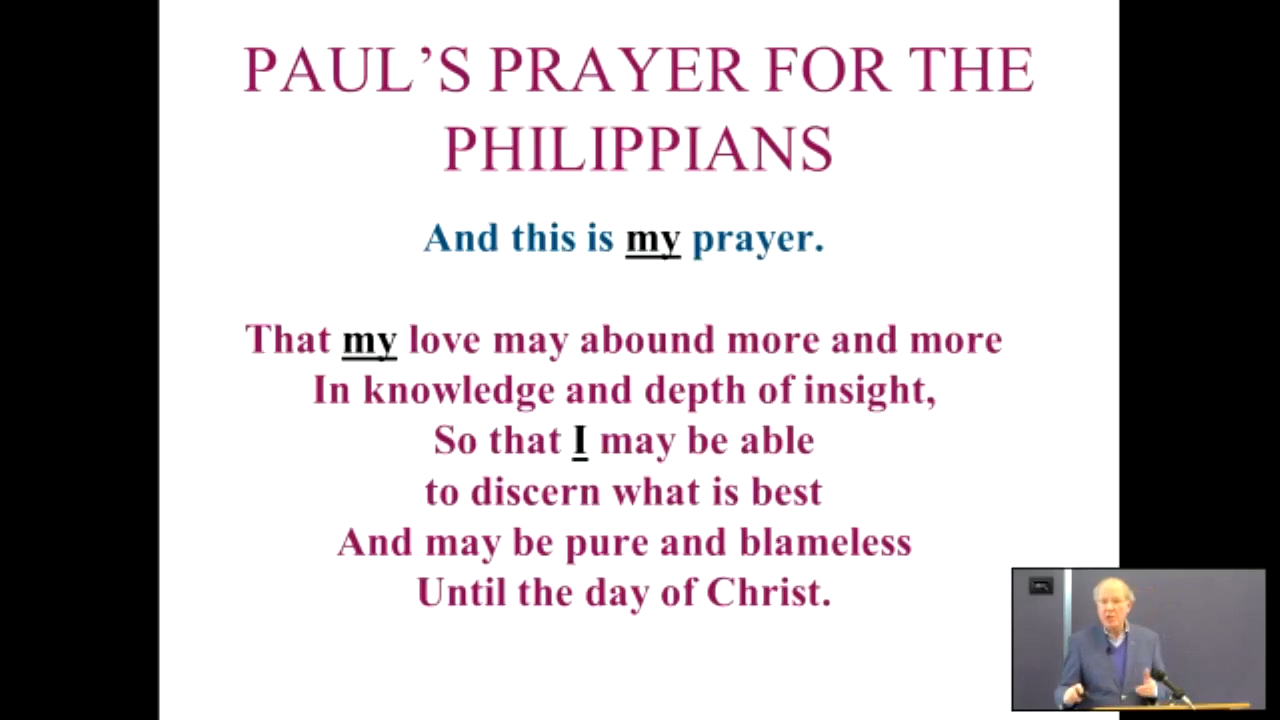 PAUL’S PRAYER FOR THE
PHILIPPIANS
And this is my prayer.
That my love may abound more and more
In knowledge and depth of insight,
So that I may be able
to discern what is best
And may be pure and blameless
Until the day of Christ.